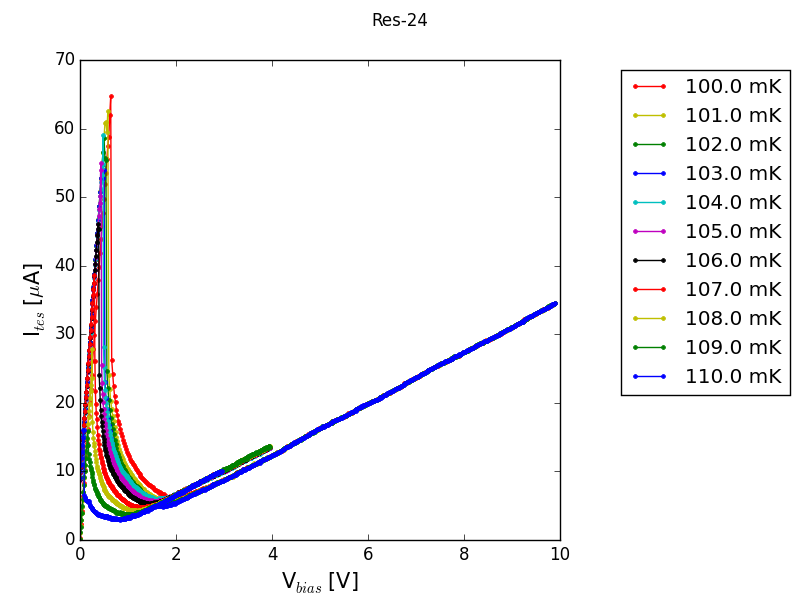 Res-24
70
60
50
40
30
20
10
0
I_tes [μA]
0 2 4 6 8 10
V_bias [V]
100.0 mK
101.0 mK
102.0 mK
103.0 mK
104.0 mK
105.0 mK
106.0 mK
107.0 mK
108.0 mK
109.0 mK
110.0 mK